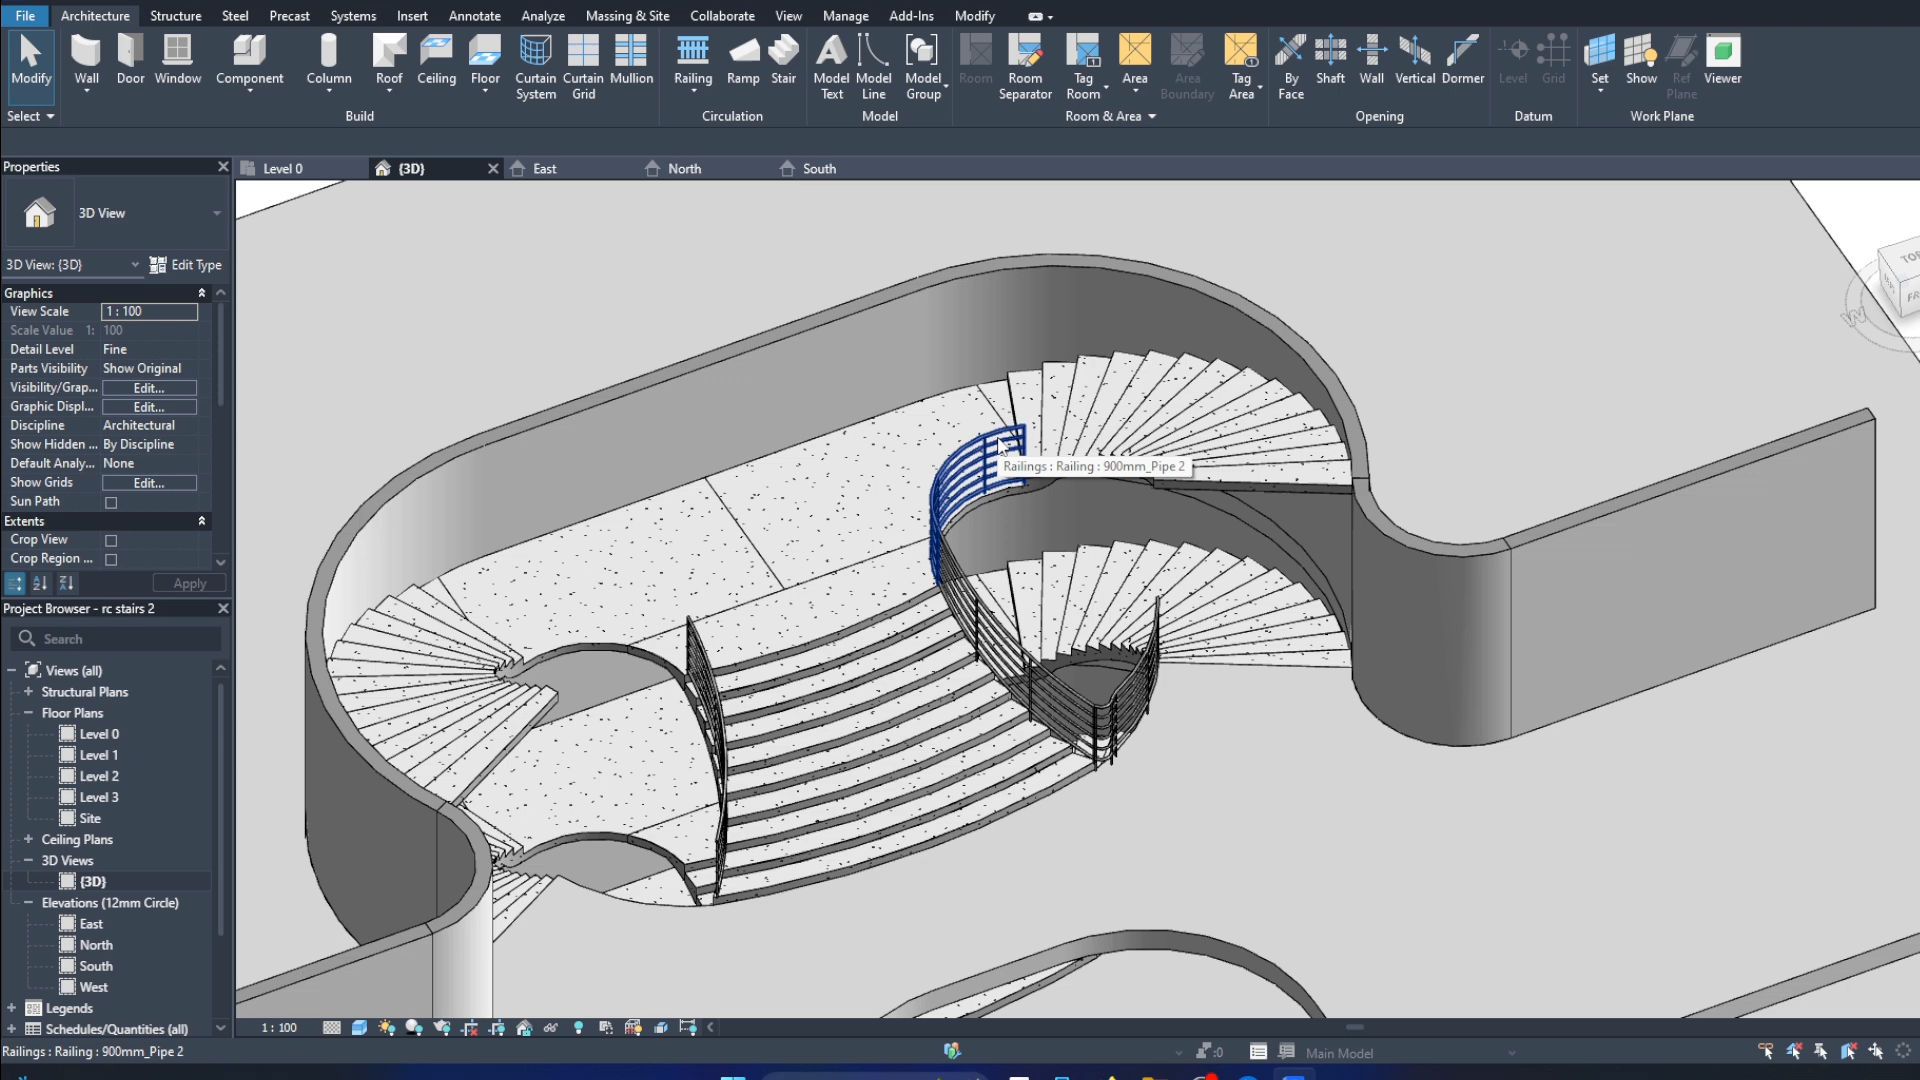 File Architecture Structure Steel Precast Systems Insert Annotate Analyze Massing & Site Collaborate View Manage Add-Ins Modify
Modify Wall Door Window Component Column Roof Ceiling Floor Curtain System Curtain Grid Mullion Railing Ramp Stair Model Text Model Line Model Group Room Room Separator Tag Room Area Area Boundary Tag Area By Face Shaft Wall Vertical Dormer Level Grid Set Show Ref Plane Viewer
Select Build Circulation Model Room & Area Opening Datum Work Plane
Properties
Level 0 {3D} East North South
3D View
3D View: {3D} Edit Type
Graphics
View Scale 1 : 100
Scale Value 1: 100
Detail Level Fine
Parts Visibility Show Original
Visibility/Grap... Edit...
Graphic Displ... Edit...
Discipline Architectural
Show Hidden ... By Discipline
Default Analy... None
Show Grids Edit...
Sun Path
Extents
Crop View
Crop Region ...
Apply
Project Browser - rc stairs 2
Search
Views (all)
Structural Plans
Floor Plans
Level 0
Level 1
Level 2
Level 3
Site
Ceiling Plans
3D Views
{3D}
Elevations (12mm Circle)
East
North
South
West
Legends
Schedules/Quantities (all)
Railings : Railing : 900mm_Pipe 2
TOP
W
1 : 100
Railings : Railing : 900mm_Pipe 2
:0
Main Model